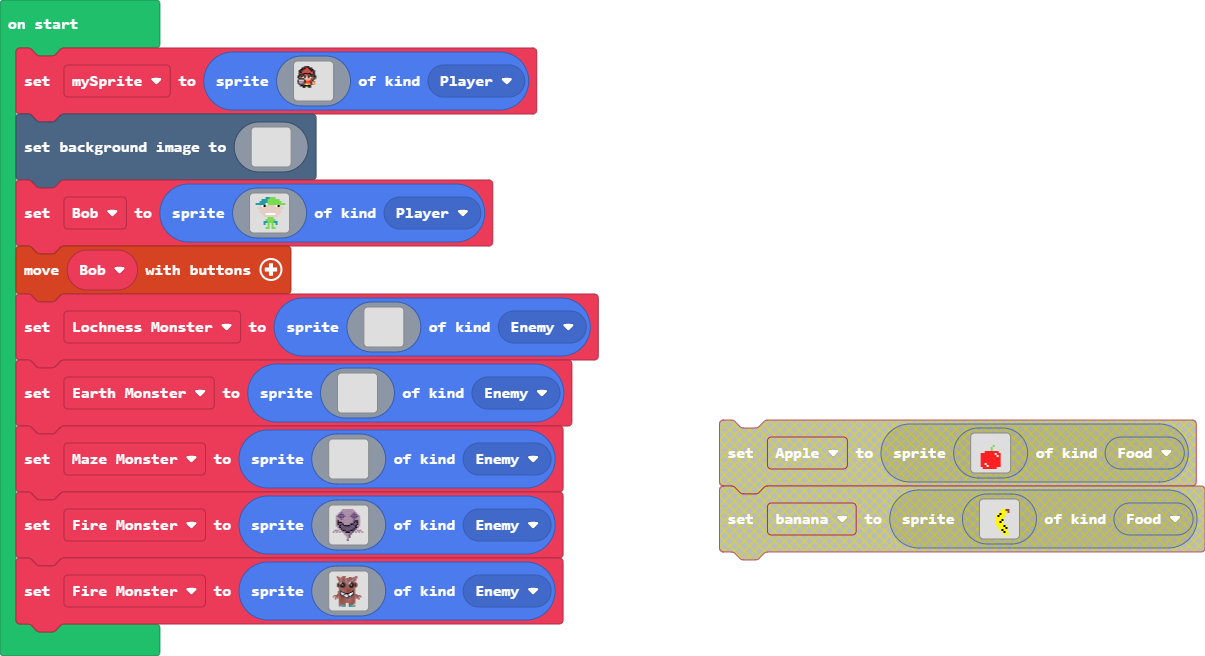 on start
set mySprite to sprite of kind Player
set background image to
set Bob to sprite of kind Player
move Bob with buttons
set Lochness Monster to sprite of kind Enemy
set Earth Monster to sprite of kind Enemy
set Maze Monster to sprite of kind Enemy
set Fire Monster to sprite of kind Enemy
set Fire Monster to sprite of kind Enemy
set Apple to sprite of kind Food
set banana to sprite of kind Food